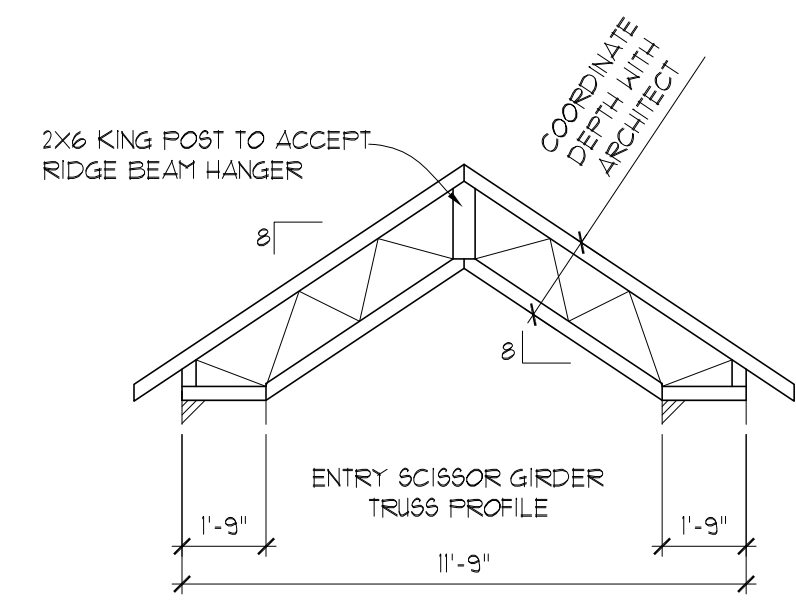 COORDINATE
DEPTH WITH
ARCHITECT
2X6 KING POST TO ACCEPT
RIDGE BEAM HANGER
8
8
ENTRY SCISSOR GIRDER
TRUSS PROFILE
1'-9" 1'-9"
11'-9"